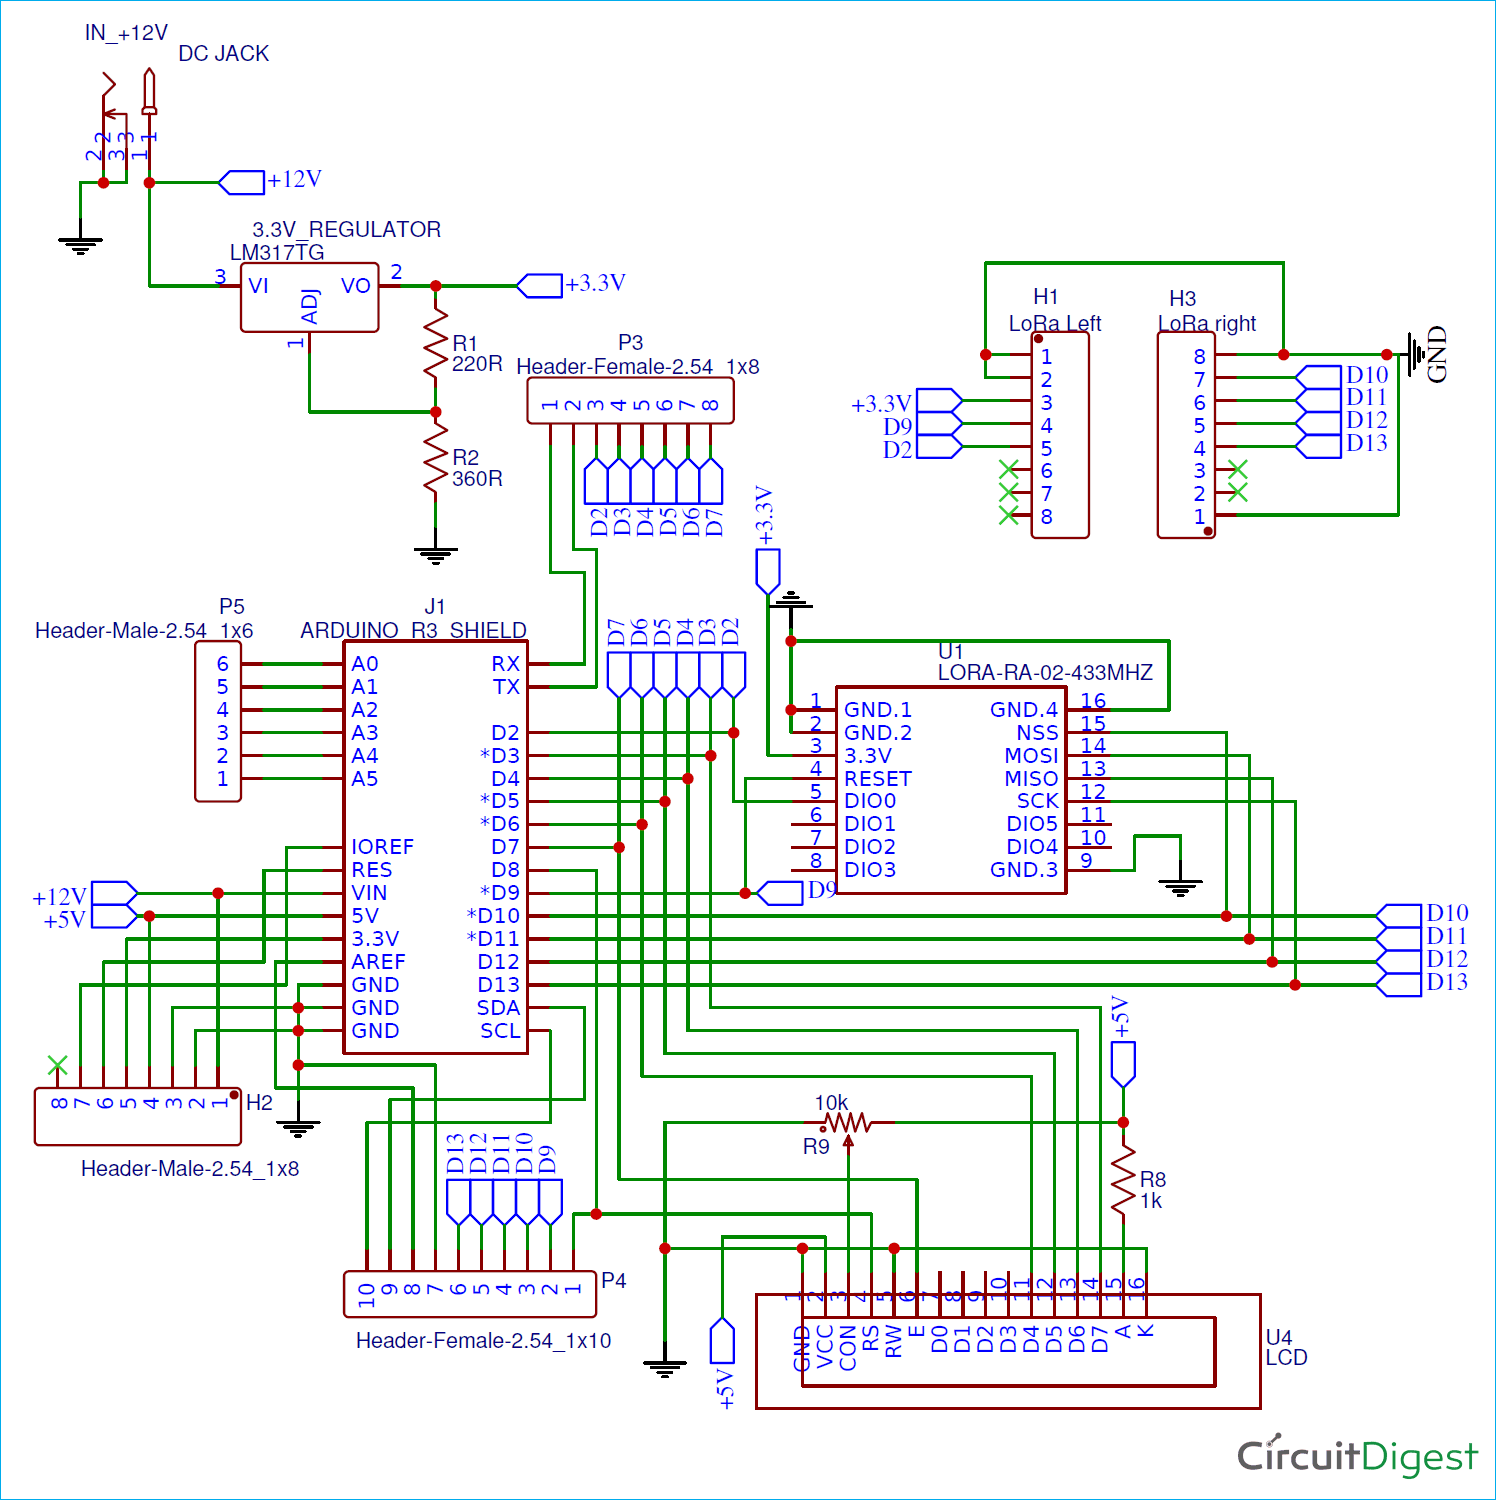 IN_+12V
DC JACK
2 3 1
2 3 1
+12V
3.3V_REGULATOR
LM317TG
3 VI VO 2
ADJ
1
+3.3V
R1
220R
R2
360R
P3
Header-Female-2.54_1x8
1 2 3 4 5 6 7 8
D2 D3 D4 D5 D6 D7
H1
LoRa Left
1
2
+3.3V 3
D9 4
D2 5
6
7
8
H3
LoRa right
8
7 D10
6 D11
5 D12
4 D13
3
2
1
GND
P5
Header-Male-2.54_1x6
6
5
4
3
2
1
J1
ARDUINO_R3_SHIELD
A0 RX
A1 TX
A2
A3 D2
A4 *D3
A5 D4
*D5
*D6
IOREF D7
RES D8
VIN *D9
5V *D10
3.3V *D11
AREF D12
GND D13
GND SDA
GND SCL
+12V
+5V
D7 D6 D5 D4 D3 D2
+3.3V
U1
LORA-RA-02-433MHZ
1 GND.1 GND.4 16
2 GND.2 NSS 15
3 3.3V MOSI 14
4 RESET MISO 13
5 DIO0 SCK 12
6 DIO1 DIO5 11
7 DIO2 DIO4 10
8 DIO3 GND.3 9
D9
D10
D11
D12
D13
8 7 6 5 4 3 2 1
H2
Header-Male-2.54_1x8
D13 D12 D11 D10 D9
10 9 8 7 6 5 4 3 2 1
P4
Header-Female-2.54_1x10
+5V
10k
R9
R8
1k
+5V
1 2 3 4 5 6 7 8 9 10 11 12 13 14 15 16
GND VCC CON RS RW E D0 D1 D2 D3 D4 D5 D6 D7 A K
U4
LCD
CircuitDigest